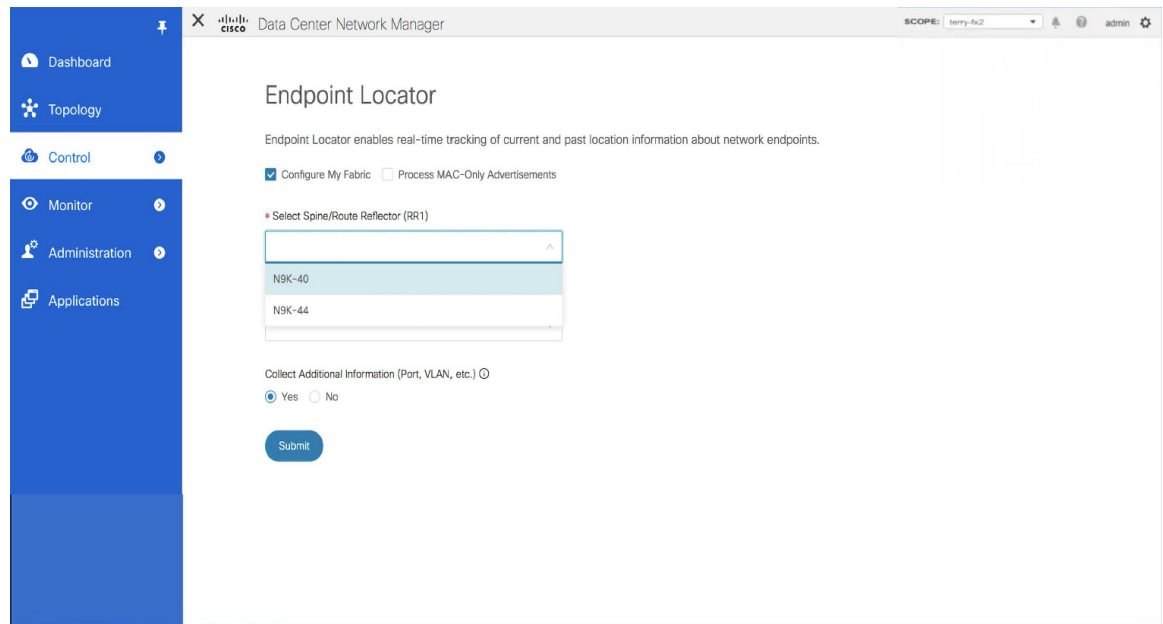 cisco Data Center Network Manager
SCOPE: terry-fx2
admin
Dashboard
Topology
Control
Monitor
Administration
Applications
Endpoint Locator
Endpoint Locator enables real-time tracking of current and past location information about network endpoints.
Configure My Fabric Process MAC-Only Advertisements
* Select Spine/Route Reflector (RR1)
N9K-40
N9K-44
Collect Additional Information (Port, VLAN, etc.)
Yes No
Submit